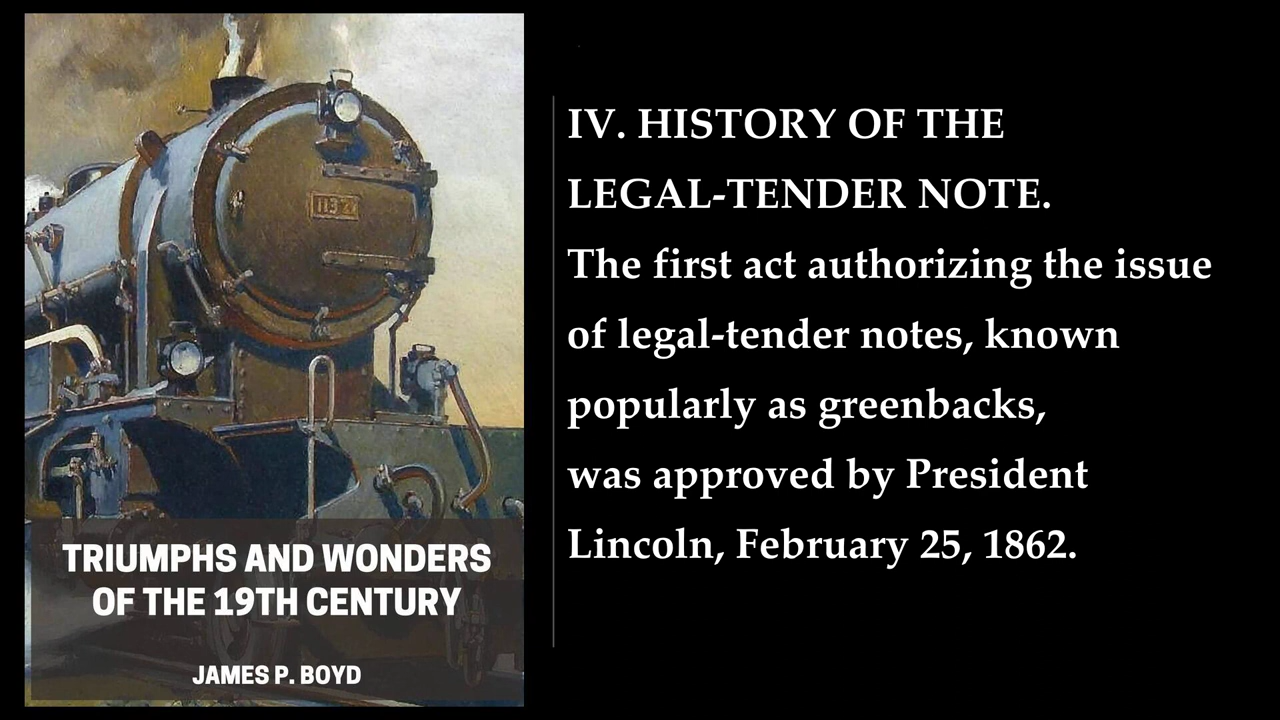 TRIUMPHS AND WONDERS
OF THE 19TH CENTURY
JAMES P. BOYD
IV. HISTORY OF THE
LEGAL-TENDER NOTE.
The first act authorizing the issue
of legal-tender notes, known
popularly as greenbacks,
was approved by President
Lincoln, February 25, 1862.